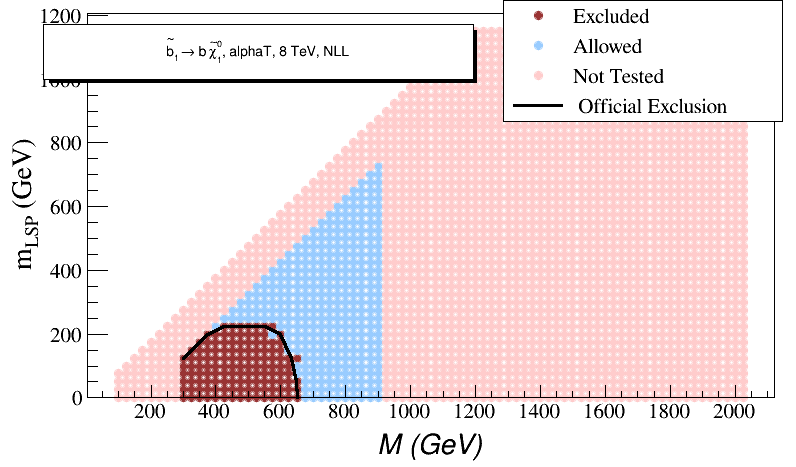 1200
b̃₁ → b χ̃₁⁰, alphaT, 8 TeV, NLL
Excluded
Allowed
Not Tested
Official Exclusion
1000
800
600
400
200
0
m_LSP (GeV)
200 400 600 800 1000 1200 1400 1600 1800 2000
M (GeV)